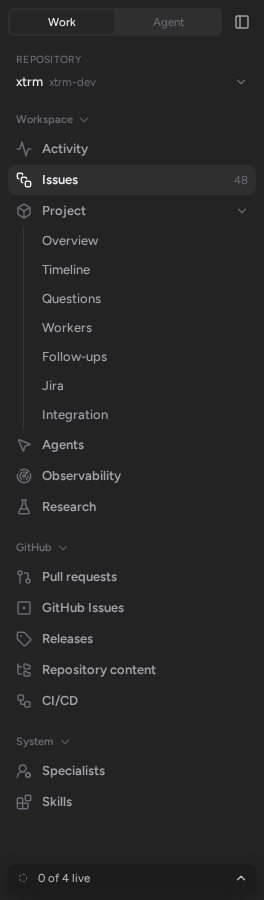 Work Agent
REPOSITORY
xtrm xtrm-dev
Workspace
Activity
Issues 48
Project
Overview
Timeline
Questions
Workers
Follow-ups
Jira
Integration
Agents
Observability
Research
GitHub
Pull requests
GitHub Issues
Releases
Repository content
CI/CD
System
Specialists
Skills
0 of 4 live